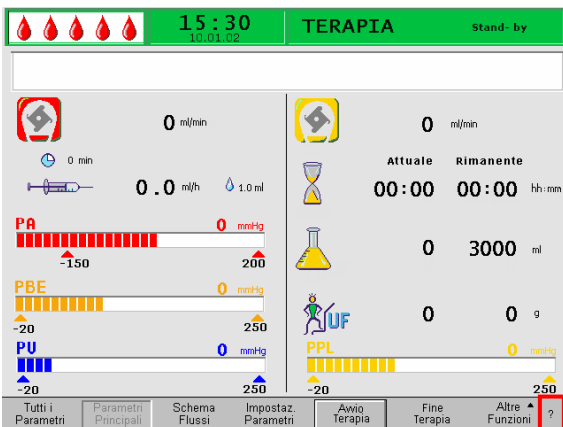 15:30
10.01.02
TERAPIA
Stand- by
0 ml/min
0 min
0.0 ml/h
1.0 ml
PA 0 mmHg
-150 200
PBE 0 mmHg
-20 250
PV 0 mmHg
-20 250
0 ml/min
Attuale Rimanente
00:00 00:00 hh:mm
0 3000 ml
UF 0 0 g
PPL 0 mmHg
-20 250
Tutti i Parametri
Parametri Principali
Schema Flussi
Impostaz. Parametri
Avvio Terapia
Fine Terapia
Altre Funzioni
?